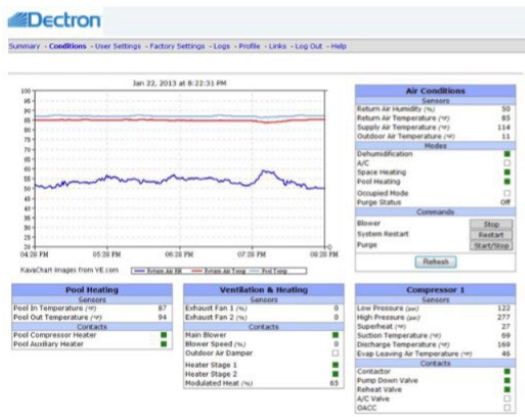 Dectron
Summary - Conditions - User Settings - Factory Settings - Logs - Profile - Links - Log Out - Help
Jan 22, 2013 at 8:22:31 PM
100
95
90
85
80
75
70
65
60
55
50
45
40
35
30
25
20
04:28 PM 05:28 PM 06:28 PM 07:28 PM 08:28 PM
KavaChart images from VE.com
Return Air RH Return Air Temp Pool Temp
Air Conditions
Sensors
Return Air Humidity (%) 50
Return Air Temperature (°F) 85
Supply Air Temperature (°F) 114
Outdoor Air Temperature (°F) 11
Modes
Dehumidification
A/C
Space Heating
Pool Heating
Occupied Mode
Purge Status Off
Commands
Blower Stop
System Restart Restart
Purge Start/Stop
Refresh
Pool Heating
Sensors
Pool In Temperature (°F) 87
Pool Out Temperature (°F) 94
Contacts
Pool Compressor Heater
Pool Auxiliary Heater
Ventilation & Heating
Sensors
Exhaust Fan 1 (%) 0
Exhaust Fan 2 (%) 0
Contacts
Main Blower
Blower Speed (%) 0
Outdoor Air Damper
Heater Stage 1
Heater Stage 2
Modulated Heat (%) 65
Compressor 1
Sensors
Low Pressure (psi) 122
High Pressure (psi) 277
Superheat (°F) 27
Suction Temperature (°F) 69
Discharge Temperature (°F) 169
Evap Leaving Air Temperature (°F) 46
Contacts
Contactor
Pump Down Valve
Reheat Valve
A/C Valve
OACC